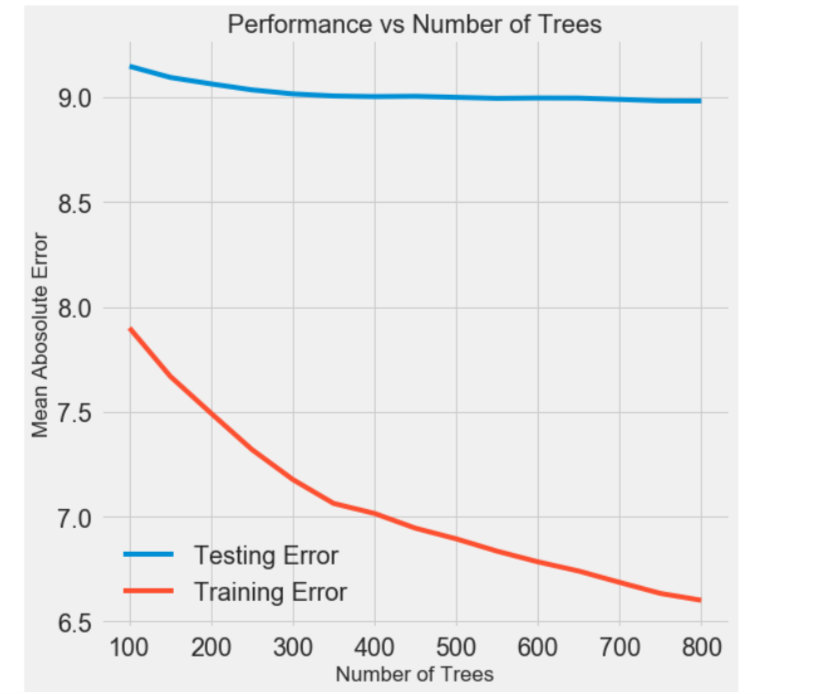 Performance vs Number of Trees
9.0
8.5
8.0
7.5
7.0
6.5
Mean Abosolute Error
Testing Error
Training Error
100 200 300 400 500 600 700 800
Number of Trees